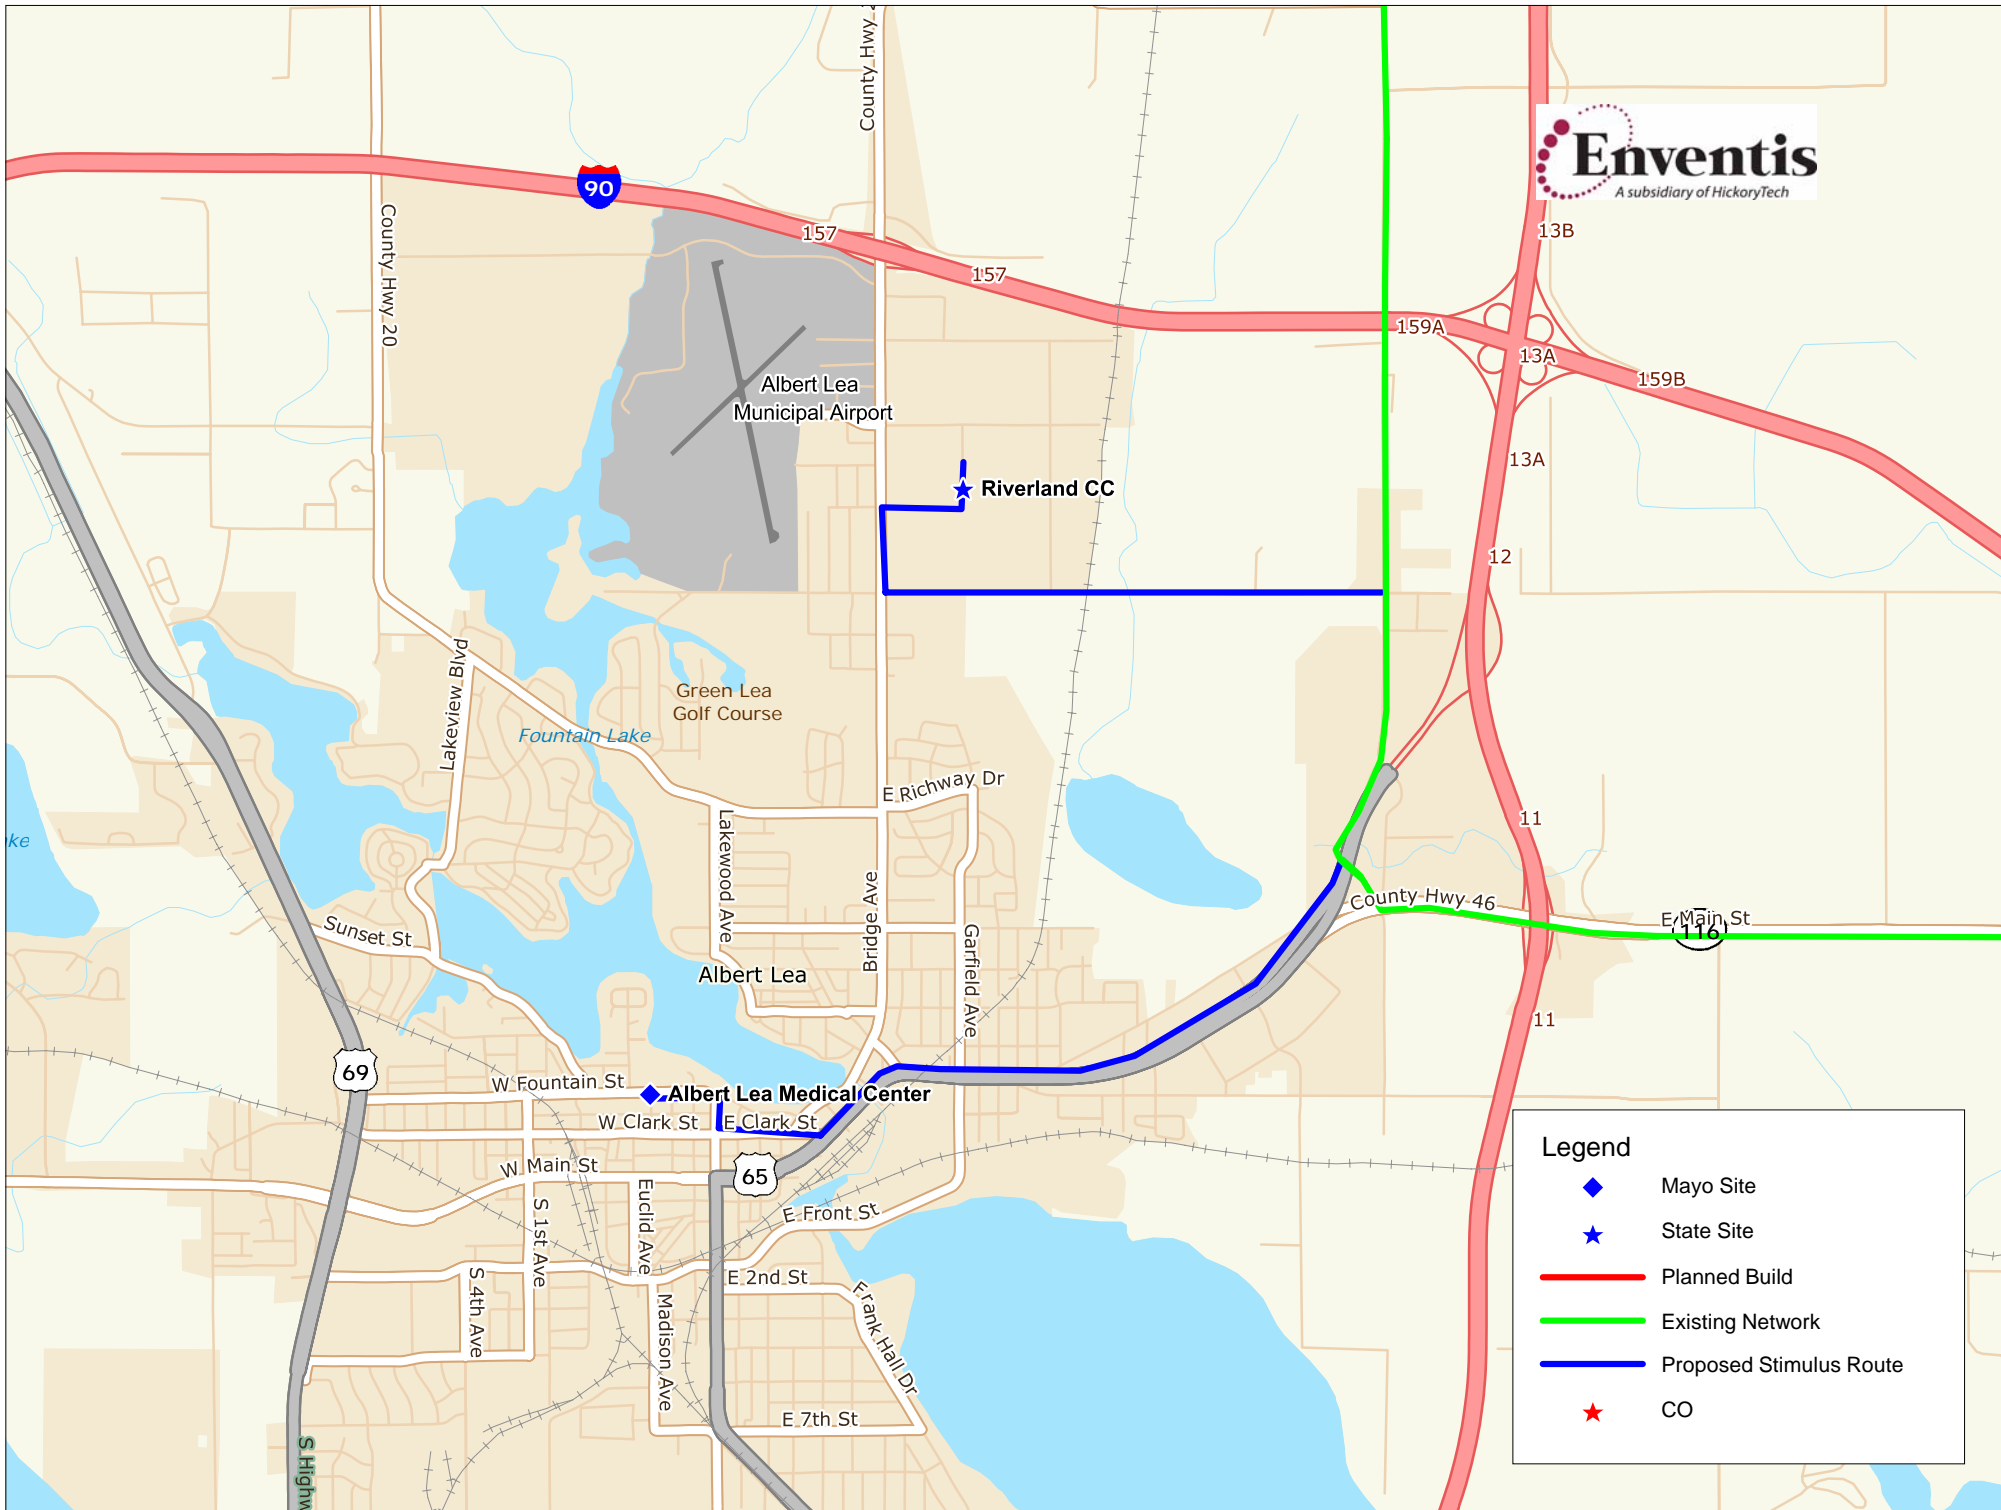 County Hwy 2
Enventis
A subsidiary of HickoryTech
90
157
157
13B
County Hwy 20
159A
13A
159B
Albert Lea
Municipal Airport
13A
Riverland CC
12
Lakeview Blvd
Green Lea
Golf Course
Fountain Lake
E Richway Dr
Lakewood Ave
11
ke
Bridge Ave
County Hwy 46
E Main St
116
Sunset St
Garfield Ave
Albert Lea
11
69
W Fountain St
Albert Lea Medical Center
W Clark St
E Clark St
W Main St
65
S 1st Ave
Euclid Ave
E Front St
S 4th Ave
E 2nd St
Madison Ave
Frank Hall Dr
E 7th St
S Highw
Legend
Mayo Site
State Site
Planned Build
Existing Network
Proposed Stimulus Route
CO